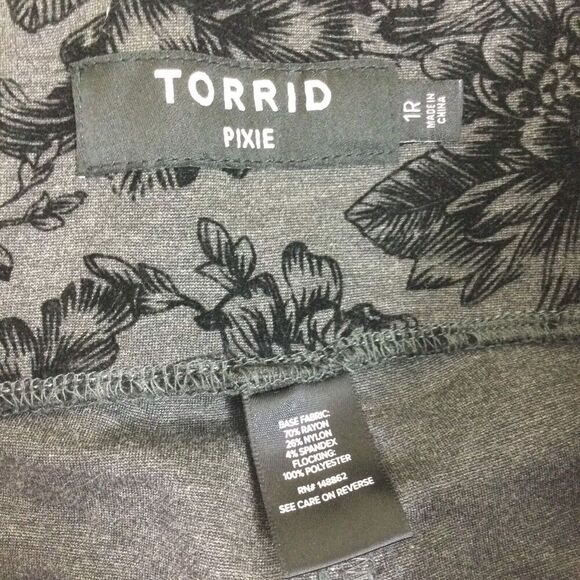 TORRID
PIXIE
1R
MADE IN
CHINA
BASE FABRIC:
70% RAYON
26% NYLON
4% SPANDEX
FLOCKING:
100% POLYESTER
RN# 148862
SEE CARE ON REVERSE